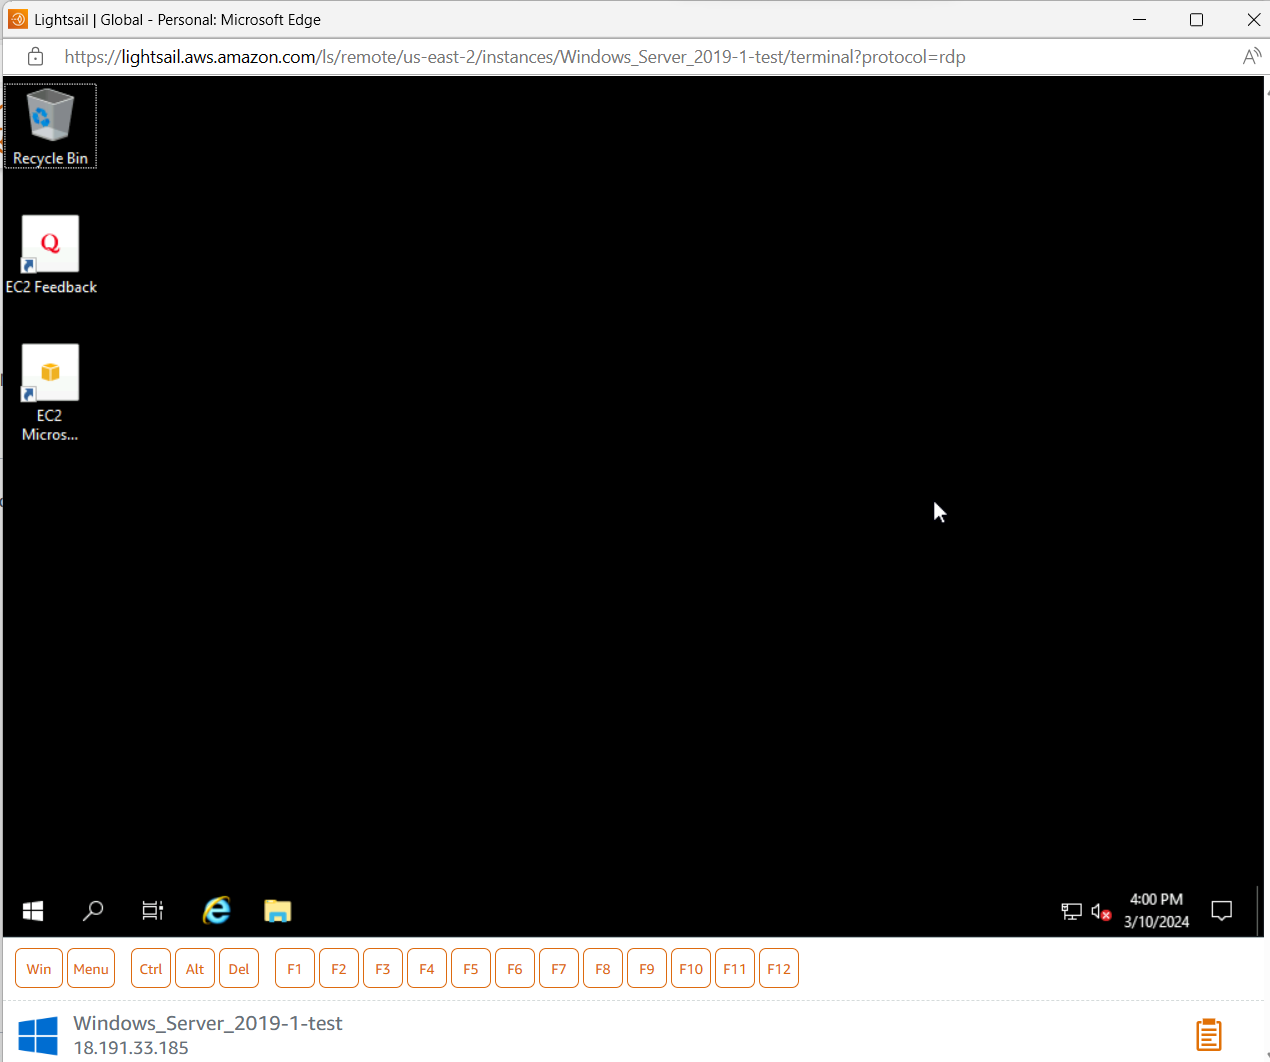 Lightsail | Global - Personal: Microsoft Edge
https://lightsail.aws.amazon.com/ls/remote/us-east-2/instances/Windows_Server_2019-1-test/terminal?protocol=rdp
Recycle Bin
Q
EC2 Feedback
EC2
Micros...
4:00 PM
3/10/2024
Win Menu Ctrl Alt Del F1 F2 F3 F4 F5 F6 F7 F8 F9 F10 F11 F12
Windows_Server_2019-1-test
18.191.33.185